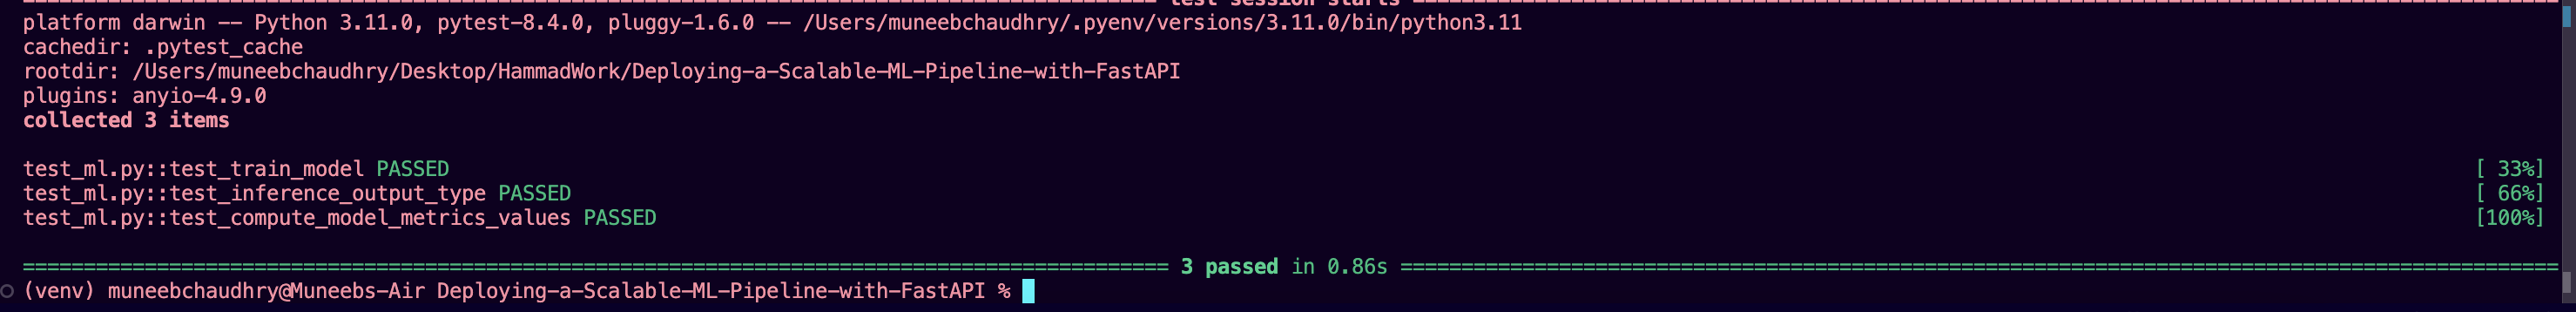 test session starts
platform darwin -- Python 3.11.0, pytest-8.4.0, pluggy-1.6.0 -- /Users/muneebchaudhry/.pyenv/versions/3.11.0/bin/python3.11
cachedir: .pytest_cache
rootdir: /Users/muneebchaudhry/Desktop/HammadWork/Deploying-a-Scalable-ML-Pipeline-with-FastAPI
plugins: anyio-4.9.0
collected 3 items
test_ml.py::test_train_model PASSED [ 33%]
test_ml.py::test_inference_output_type PASSED [ 66%]
test_ml.py::test_compute_model_metrics_values PASSED [100%]
3 passed in 0.86s
(venv) muneebchaudhry@Muneebs-Air Deploying-a-Scalable-ML-Pipeline-with-FastAPI %